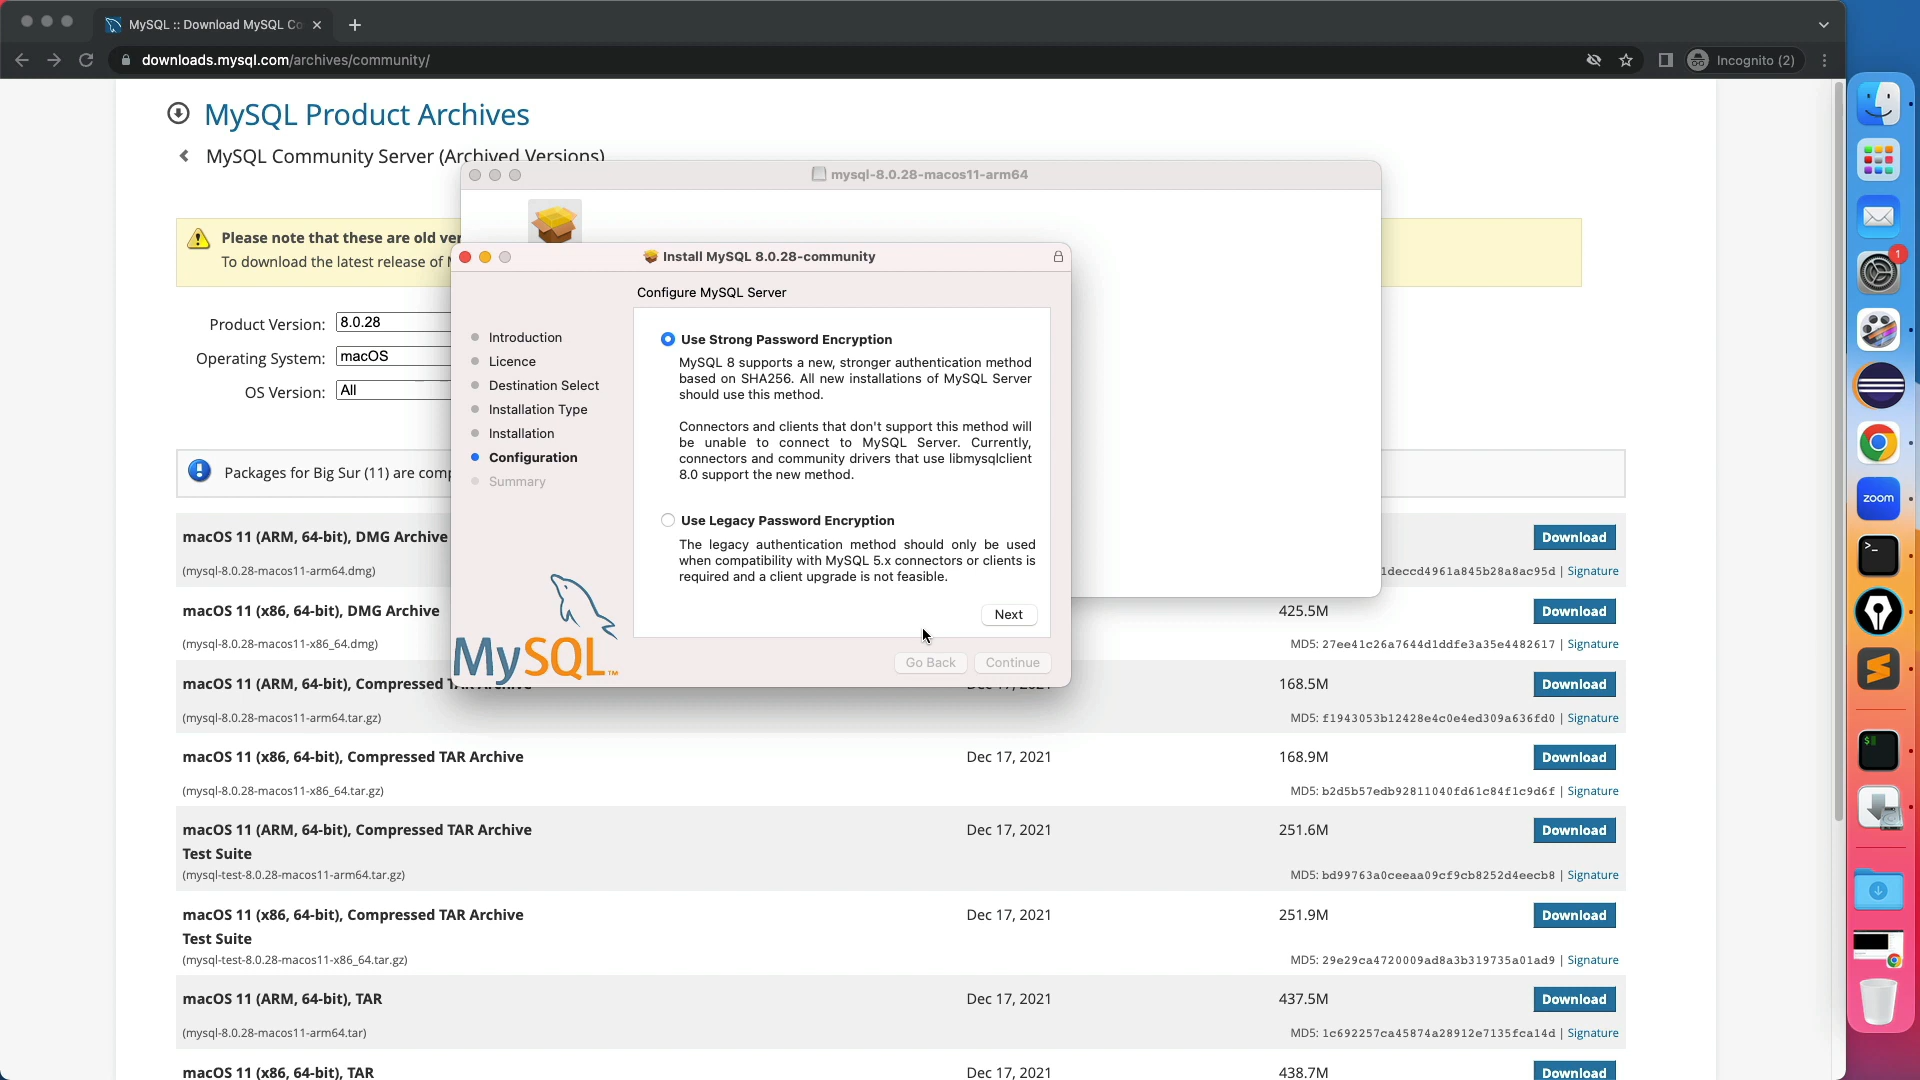 MySQL :: Download MySQL Co
downloads.mysql.com/archives/community/
Incognito (2)
MySQL Product Archives
MySQL Community Server (Archived Versions)
Please note that these are old ver
To download the latest release of
Product Version:
8.0.28
Operating System:
macOS
OS Version:
All
Packages for Big Sur (11) are comp
mysql-8.0.28-macos11-arm64
Install MySQL 8.0.28-community
Configure MySQL Server
Introduction
Licence
Destination Select
Installation Type
Installation
Configuration
Summary
Use Strong Password Encryption
MySQL 8 supports a new, stronger authentication method
based on SHA256. All new installations of MySQL Server
should use this method.
Connectors and clients that don't support this method will
be unable to connect to MySQL Server. Currently,
connectors and community drivers that use libmysqlclient
8.0 support the new method.
Use Legacy Password Encryption
The legacy authentication method should only be used
when compatibility with MySQL 5.x connectors or clients is
required and a client upgrade is not feasible.
Next
Go Back
Continue
MySQL™
macOS 11 (ARM, 64-bit), DMG Archive
Download
(mysql-8.0.28-macos11-arm64.dmg)
1deccd4961a845b28a8ac95d | Signature
macOS 11 (x86, 64-bit), DMG Archive
425.5M
Download
(mysql-8.0.28-macos11-x86_64.dmg)
MD5: 27ee41c26a7644d1ddfe3a35e4482617 | Signature
macOS 11 (ARM, 64-bit), Compressed TAR Archive
168.5M
Download
(mysql-8.0.28-macos11-arm64.tar.gz)
MD5: f1943053b12428e4c0e4ed309a636fd0 | Signature
macOS 11 (x86, 64-bit), Compressed TAR Archive
Dec 17, 2021
168.9M
Download
(mysql-8.0.28-macos11-x86_64.tar.gz)
MD5: b2d5b57edb92811040fd61c84f1c9d6f | Signature
macOS 11 (ARM, 64-bit), Compressed TAR Archive
Test Suite
Dec 17, 2021
251.6M
Download
(mysql-test-8.0.28-macos11-arm64.tar.gz)
MD5: bd99763a0ceeaa09cf9cb8252d4eecb8 | Signature
macOS 11 (x86, 64-bit), Compressed TAR Archive
Test Suite
Dec 17, 2021
251.9M
Download
(mysql-test-8.0.28-macos11-x86_64.tar.gz)
MD5: 29e29ca4720009ad8a3b319735a01ad9 | Signature
macOS 11 (ARM, 64-bit), TAR
Dec 17, 2021
437.5M
Download
(mysql-8.0.28-macos11-arm64.tar)
MD5: 1c692257ca45874a28912e7135fca14d | Signature
macOS 11 (x86, 64-bit), TAR
Dec 17, 2021
438.7M
Download
1
zoom